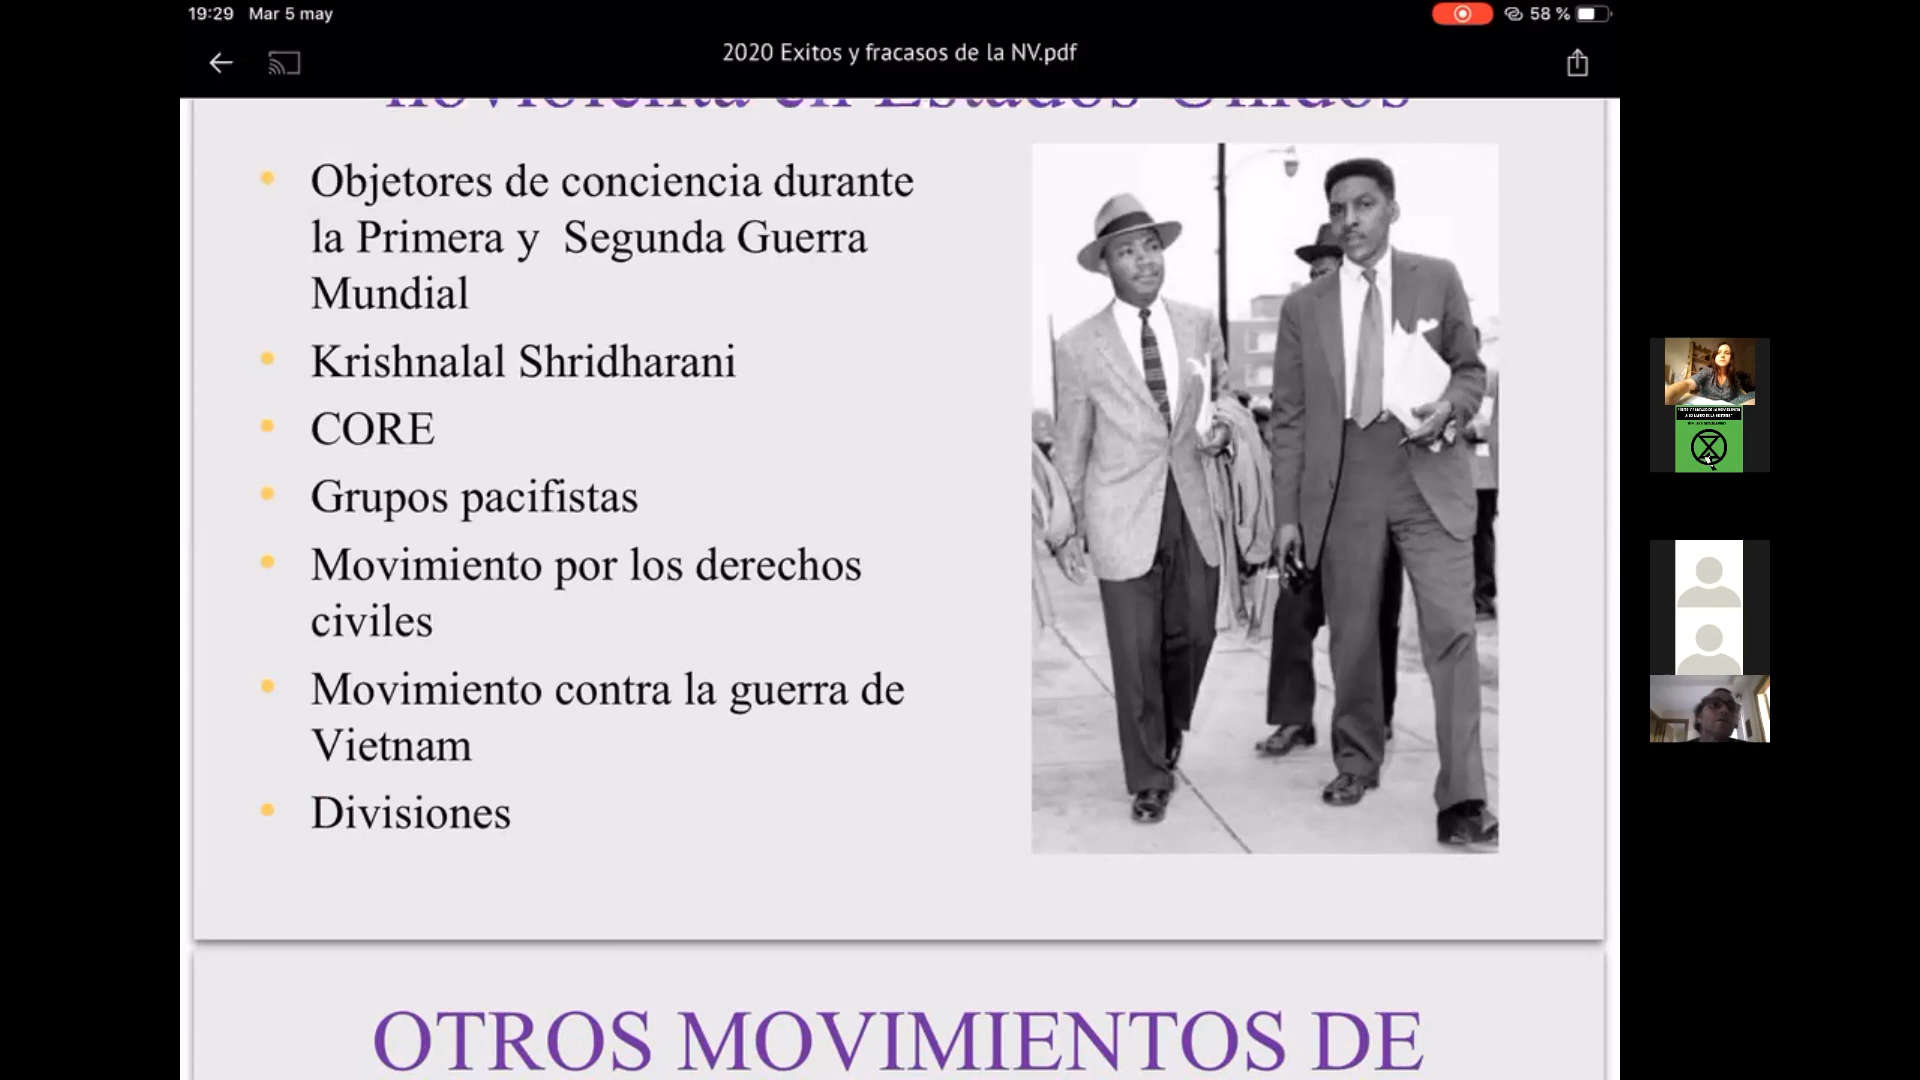 19:29 Mar 5 may
58 %
2020 Exitos y fracasos de la NV.pdf
noviolenta en Estados Unidos
Objetores de conciencia durante
la Primera y Segunda Guerra
Mundial
Krishnalal Shridharani
CORE
Grupos pacifistas
Movimiento por los derechos
civiles
Movimiento contra la guerra de
Vietnam
Divisiones
OTROS MOVIMIENTOS DE